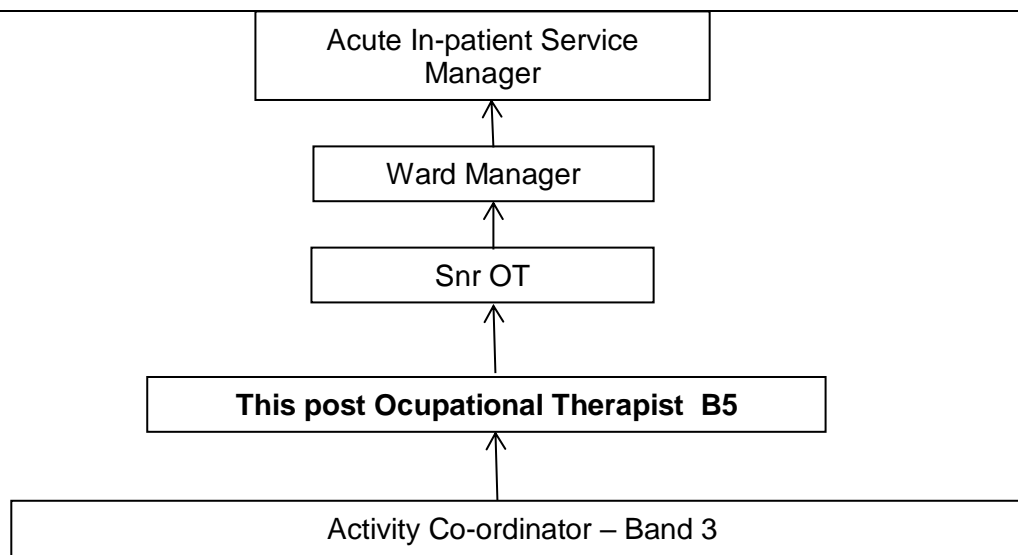 Acute In-patient Service
Manager
Ward Manager
Snr OT
This post Ocupational Therapist  B5
Activity Co-ordinator – Band 3